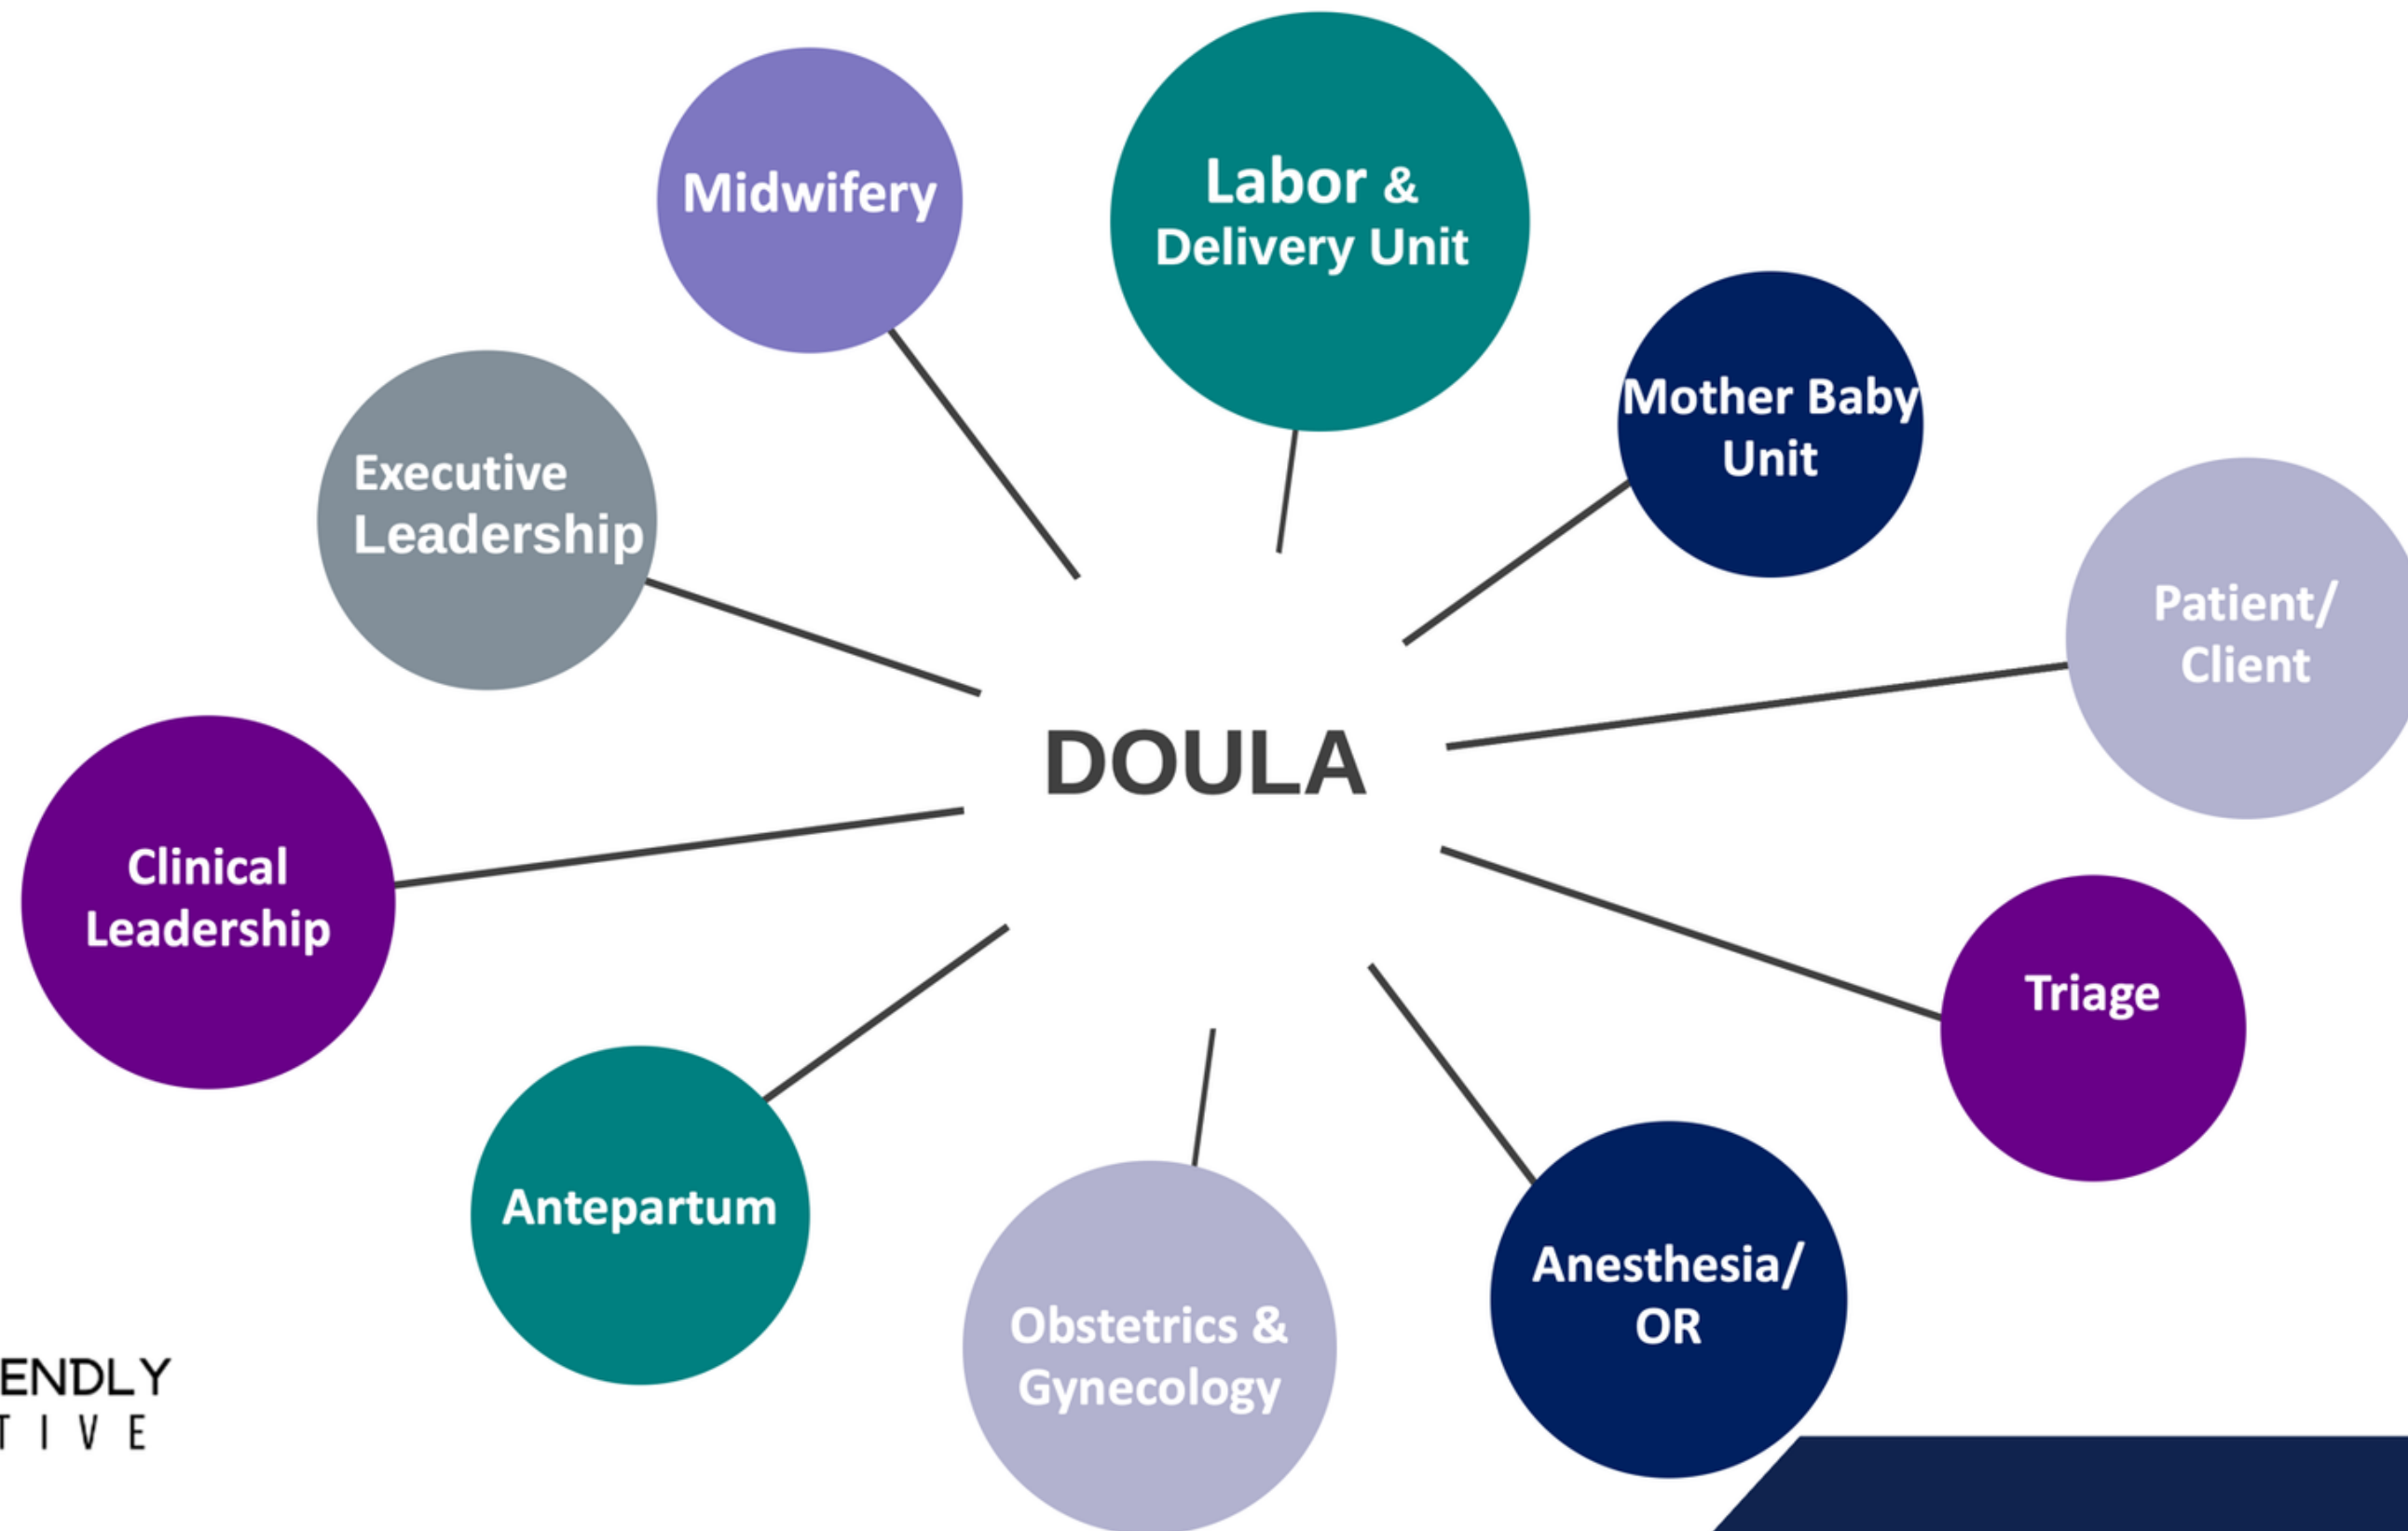 Midwifery
Labor &
Delivery Unit
Mother Baby
Unit
Executive
Leadership
Patient/
Client
DOULA
Clinical
Leadership
Triage
Antepartum
Anesthesia/
OR
Obstetrics &
Gynecology
ENDLY
TIVE